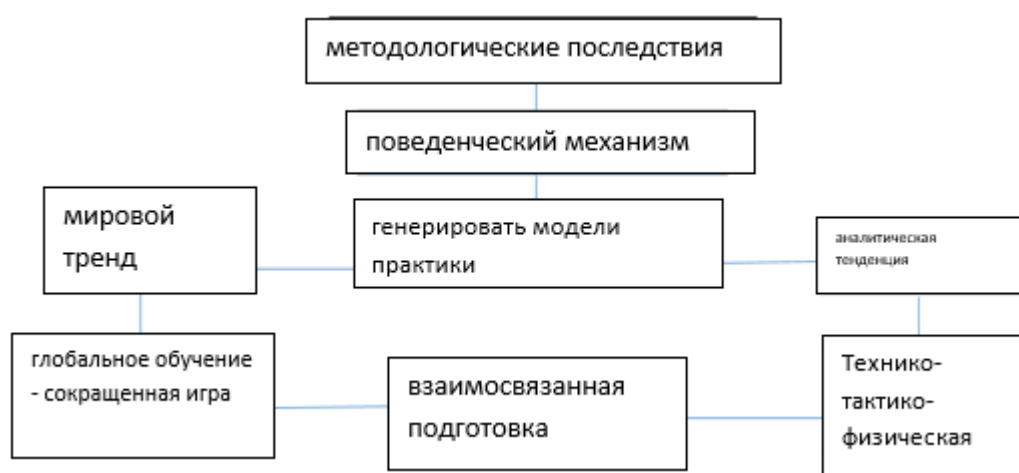 методологические последствия
поведенческий механизм
мировой
тренд
генерировать модели
практики
аналитическая
тенденция
глобальное обучение
- сокращенная игра
взаимосвязанная
подготовка
Технико-
тактико-
физическая